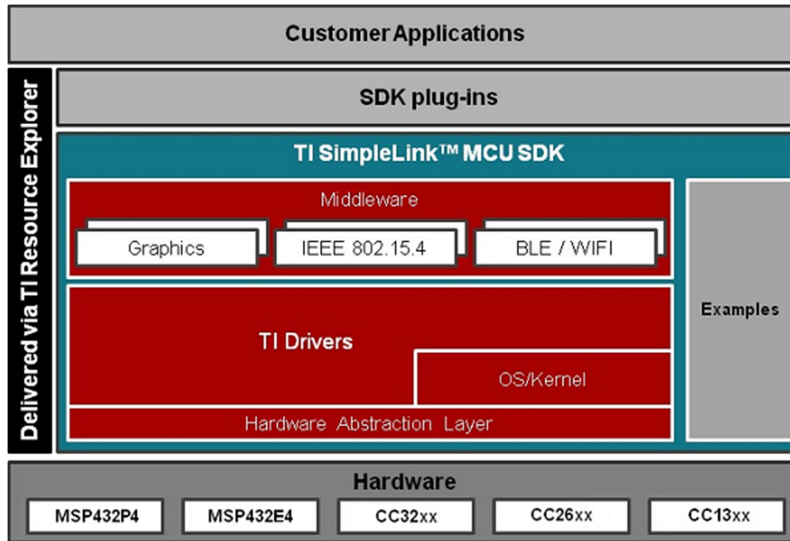 Customer Applications
Delivered via TI Resource Explorer
SDK plug-ins
TI SimpleLink™ MCU SDK
Middleware
Graphics
IEEE 802.15.4
BLE / WIFI
TI Drivers
OS/Kernel
Hardware Abstraction Layer
Examples
Hardware
MSP432P4
MSP432E4
CC32xx
CC26xx
CC13xx